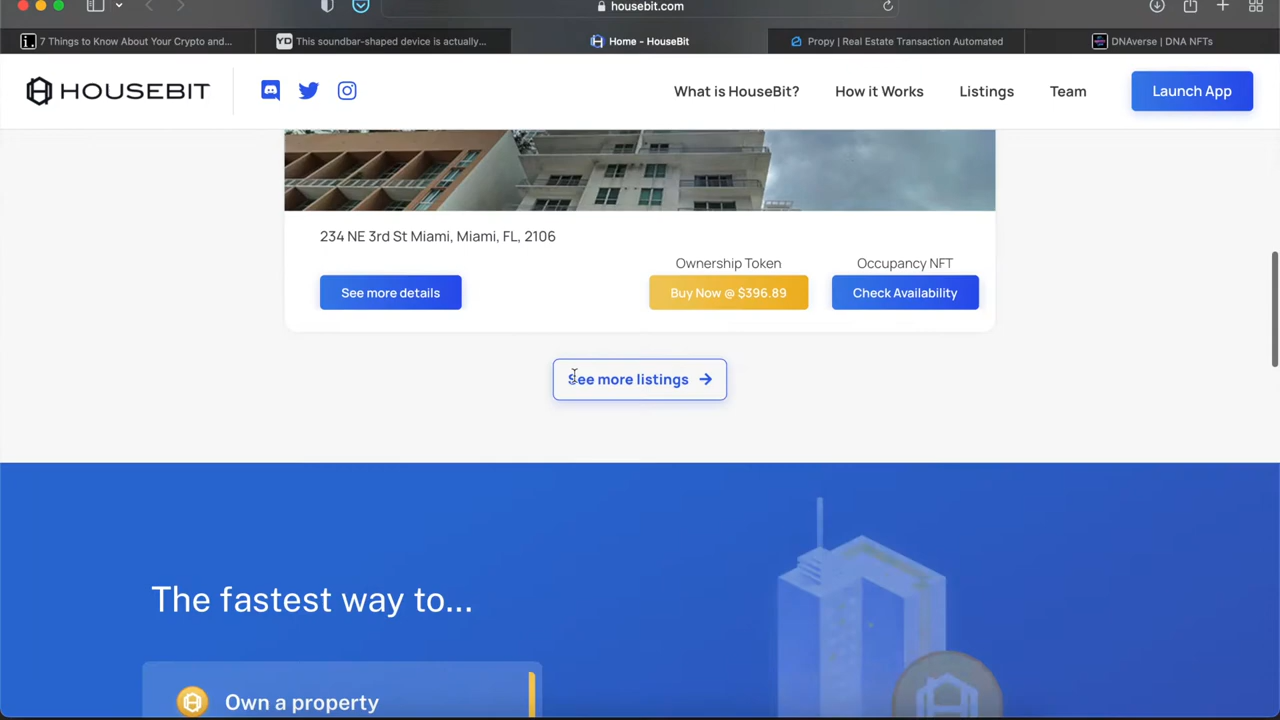 housebit.com
7 Things to Know About Your Crypto and...
YD This soundbar-shaped device is actually...
Home - HouseBit
Propy | Real Estate Transaction Automated
DNAverse | DNA NFTs
HOUSEBIT
What is HouseBit?
How it Works
Listings
Team
Launch App
234 NE 3rd St Miami, Miami, FL, 2106
Ownership Token
Occupancy NFT
See more details
Buy Now @ $396.89
Check Availability
See more listings
The fastest way to...
Own a property